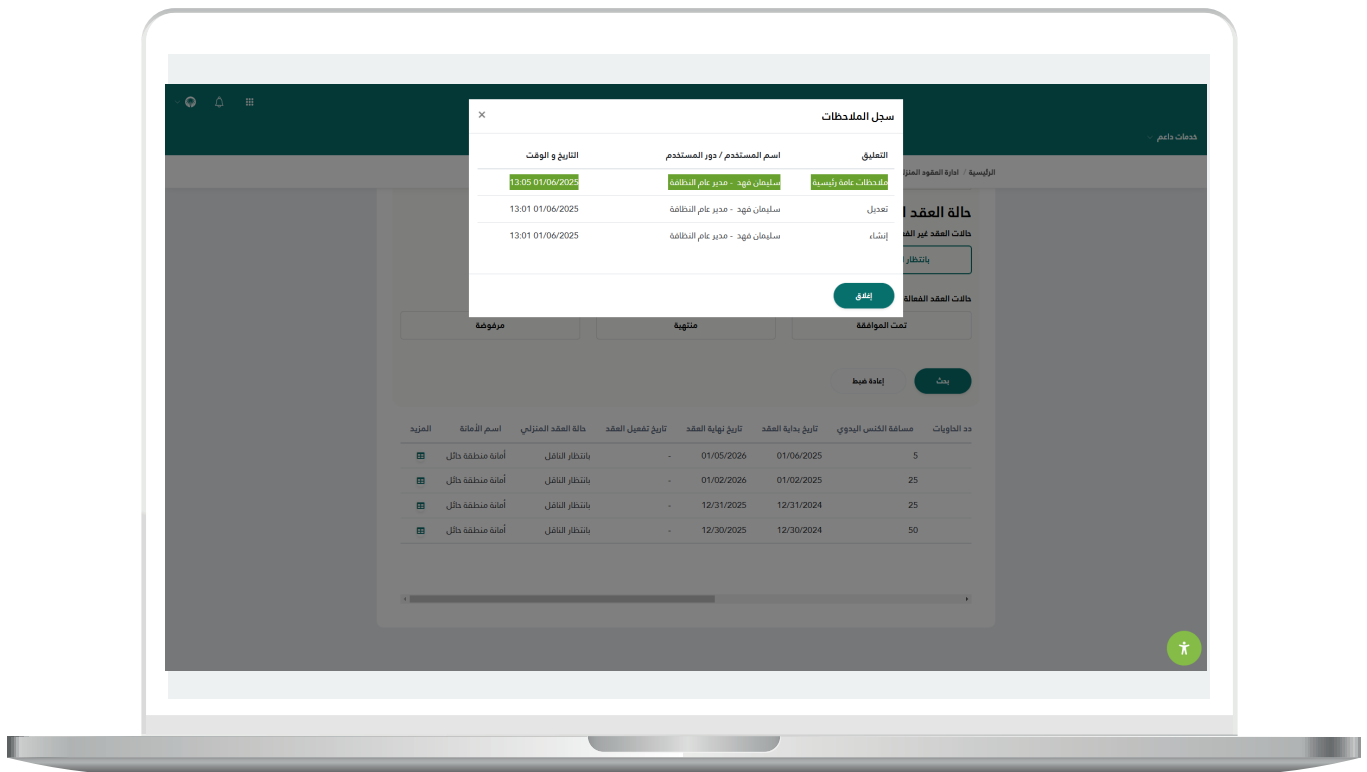 خدمات داعم
الرئيسية / ادارة العقود
سجل الملاحظات ×
التعليق اسم المستخدم / دور المستخدم التاريخ و الوقت
ملاحظات عامة رئيسية سليمان فهد - مدير عام النظافة 01/06/2025 13:05
تعديل سليمان فهد - مدير عام النظافة 01/06/2025 13:01
إنشاء سليمان فهد - مدير عام النظافة 01/06/2025 13:01
إغلاق
حالة العقد
حالات العقد غير
بانتظار
حالات العقد الفعالة
تمت الموافقة منتهية مرفوضة
بحث إعادة ضبط
دد الحاويات مسافة الكنس اليدوي تاريخ بداية العقد تاريخ نهاية العقد تاريخ تفعيل العقد حالة العقد المنزلي اسم الأمانة المزيد
5 01/06/2025 01/05/2026 - بانتظار الناقل أمانة منطقة حائل
25 01/02/2025 01/02/2026 - بانتظار الناقل أمانة منطقة حائل
25 12/31/2024 12/31/2025 - بانتظار الناقل أمانة منطقة حائل
50 12/30/2024 12/30/2025 - بانتظار الناقل أمانة منطقة حائل